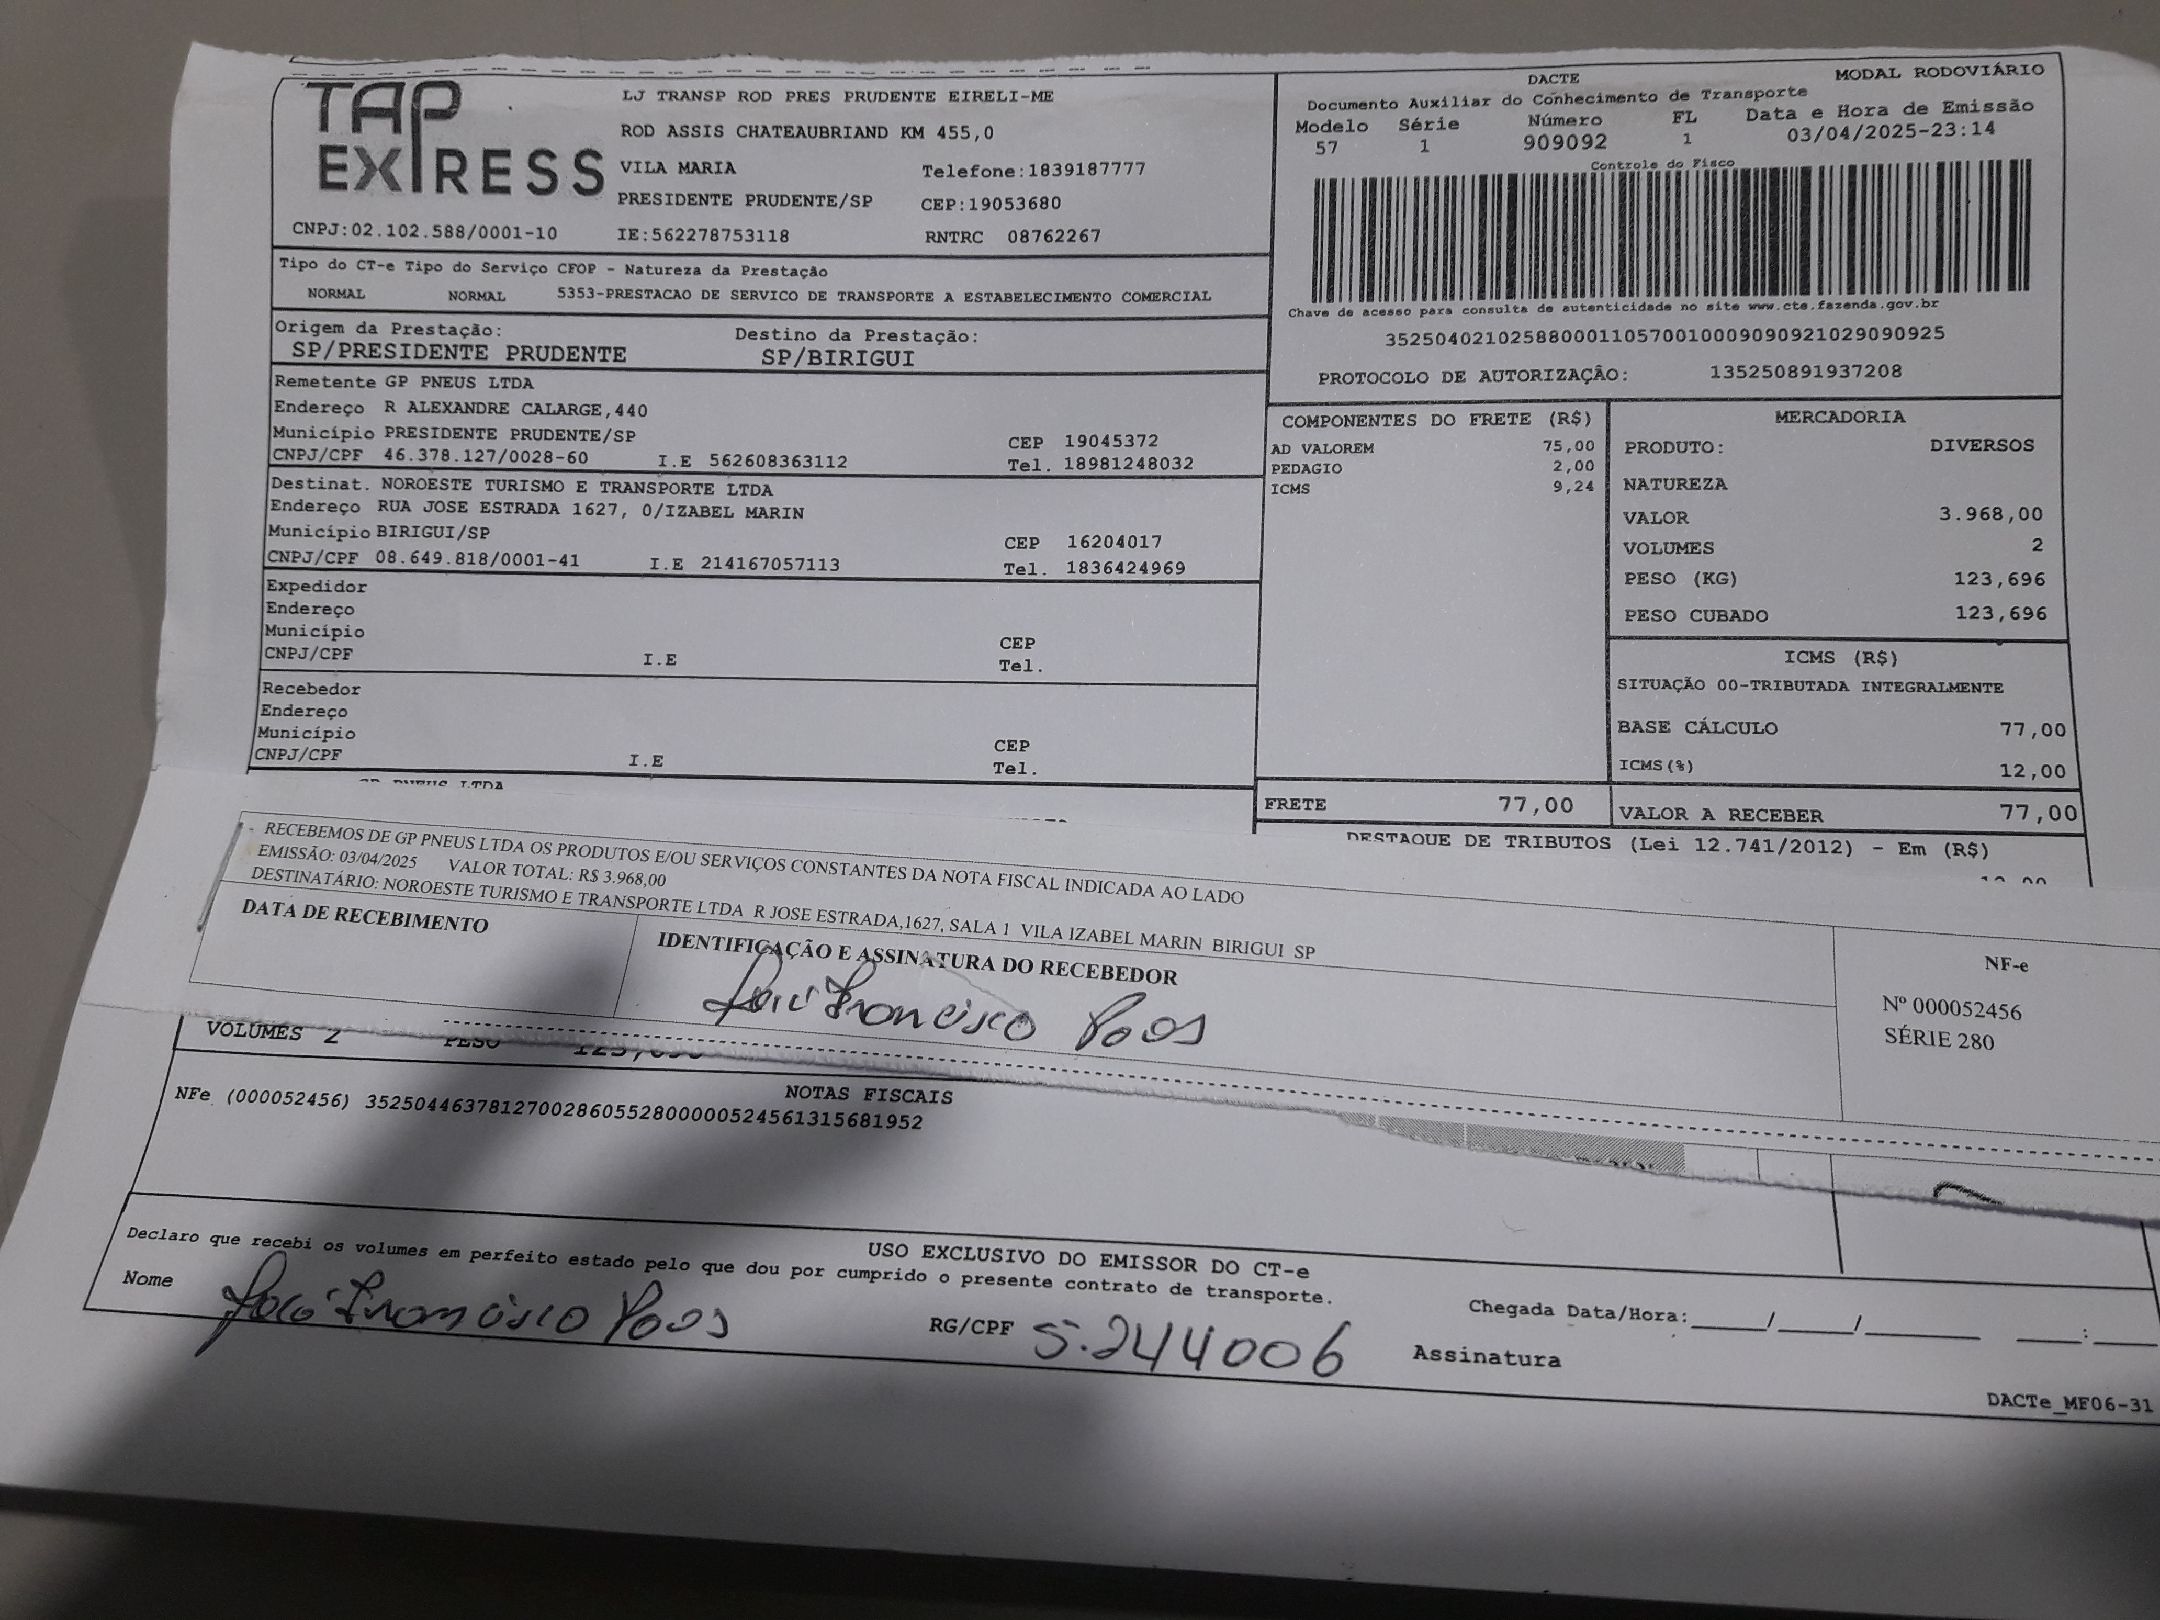 TAP EXPRESS
LJ TRANSP ROD PRES PRUDENTE EIRELI-ME
ROD ASSIS CHATEAUBRIAND KM 455,0
VILA MARIA Telefone:1839187777
PRESIDENTE PRUDENTE/SP CEP:19053680
CNPJ:02.102.588/0001-10 IE:562278753118 RNTRC 08762267
DACTE MODAL RODOVIÁRIO
Documento Auxiliar do Conhecimento de Transporte
Modelo Série Número FL Data e Hora de Emissão
57 1 909092 1 03/04/2025-23:14
Controle do Fisco
Chave de acesso para consulta de autenticidade no site www.cte.fazenda.gov.br
35250402102588000110570010009090921029090925
PROTOCOLO DE AUTORIZAÇÃO: 135250891937208
Tipo do CT-e Tipo do Serviço CFOP - Natureza da Prestação
NORMAL NORMAL 5353-PRESTACAO DE SERVICO DE TRANSPORTE A ESTABELECIMENTO COMERCIAL
Origem da Prestação: Destino da Prestação:
SP/PRESIDENTE PRUDENTE SP/BIRIGUI
Remetente GP PNEUS LTDA
Endereço R ALEXANDRE CALARGE,440
Município PRESIDENTE PRUDENTE/SP CEP 19045372
CNPJ/CPF 46.378.127/0028-60 I.E 562608363112 Tel. 18981248032
Destinat. NOROESTE TURISMO E TRANSPORTE LTDA
Endereço RUA JOSE ESTRADA 1627, 0/IZABEL MARIN
Município BIRIGUI/SP CEP 16204017
CNPJ/CPF 08.649.818/0001-41 I.E 214167057113 Tel. 1836424969
Expedidor
Endereço
Município CEP
CNPJ/CPF I.E Tel.
Recebedor
Endereço
Município CEP
CNPJ/CPF I.E Tel.
GP PNEUS LTDA
COMPONENTES DO FRETE (R$)
AD VALOREM 75,00
PEDAGIO 2,00
ICMS 9,24
FRETE 77,00
MERCADORIA
PRODUTO: DIVERSOS
NATUREZA
VALOR 3.968,00
VOLUMES 2
PESO (KG) 123,696
PESO CUBADO 123,696
ICMS (R$)
SITUAÇÃO 00-TRIBUTADA INTEGRALMENTE
BASE CÁLCULO 77,00
ICMS(%) 12,00
VALOR A RECEBER 77,00
DESTAQUE DE TRIBUTOS (Lei 12.741/2012) - Em (R$)
RECEBEMOS DE GP PNEUS LTDA OS PRODUTOS E/OU SERVIÇOS CONSTANTES DA NOTA FISCAL INDICADA AO LADO
EMISSÃO: 03/04/2025 VALOR TOTAL: R$ 3.968,00
DESTINATÁRIO: NOROESTE TURISMO E TRANSPORTE LTDA R JOSE ESTRADA,1627, SALA 1 VILA IZABEL MARIN BIRIGUI SP
DATA DE RECEBIMENTO
IDENTIFICAÇÃO E ASSINATURA DO RECEBEDOR
José Francisco
NF-e
Nº 000052456
SÉRIE 280
VOLUMES 2 PESO
NOTAS FISCAIS
NFe (000052456) 35250446378127002860552800000524561315681952
USO EXCLUSIVO DO EMISSOR DO CT-e
Declaro que recebi os volumes em perfeito estado pelo que dou por cumprido o presente contrato de transporte.
Nome José Francisco RG/CPF 5.244006
Chegada Data/Hora:_____/_____/_______ ____:____
Assinatura
DACTe_MF06-31